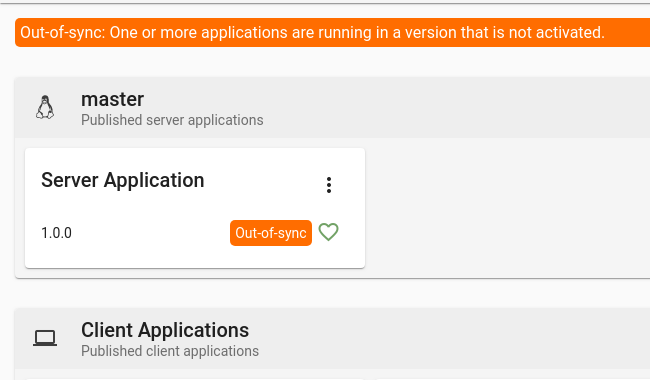 Out-of-sync: One or more applications are running in a version that is not activated.
master
Published server applications
Server Application
1.0.0
Out-of-sync
Client Applications
Published client applications